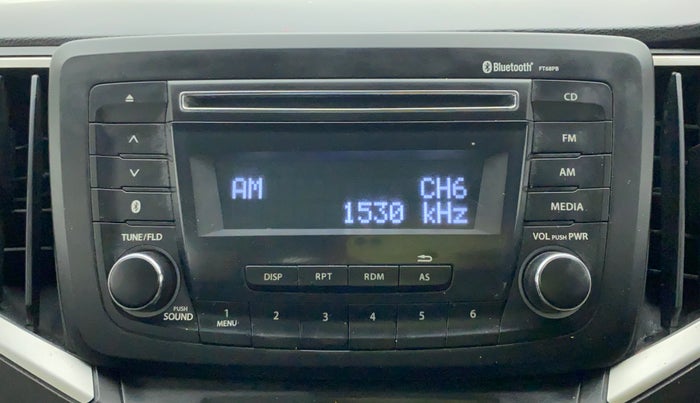 Bluetooth® FT68PB
CD
FM
AM
MEDIA
AM CH6
1530 kHz
TUNE/FLD
VOL PUSH PWR
DISP RPT RDM AS
PUSH SOUND
1 2 3 4 5 6
MENU